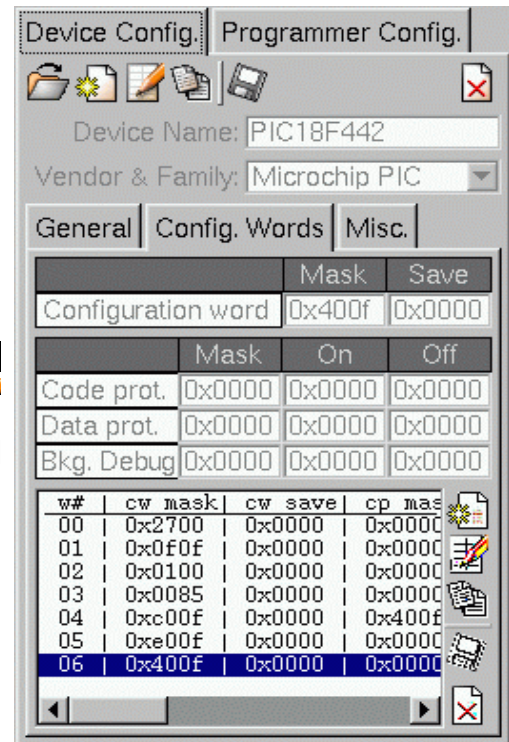 Device Config. Programmer Config.
Device Name: PIC18F442
Vendor & Family: Microchip PIC
General Config. Words Misc.
Mask Save
Configuration word 0x400f 0x0000
Mask On Off
Code prot. 0x0000 0x0000 0x0000
Data prot. 0x0000 0x0000 0x0000
Bkg. Debug 0x0000 0x0000 0x0000
w# | cw mask| cw save| cp mas
00 | 0x2700 | 0x0000 | 0x0000
01 | 0x0f0f | 0x0000 | 0x0000
02 | 0x0100 | 0x0000 | 0x0000
03 | 0x0085 | 0x0000 | 0x0000
04 | 0xc00f | 0x0000 | 0x400f
05 | 0xe00f | 0x0000 | 0x0000
06 | 0x400f | 0x0000 | 0x0000